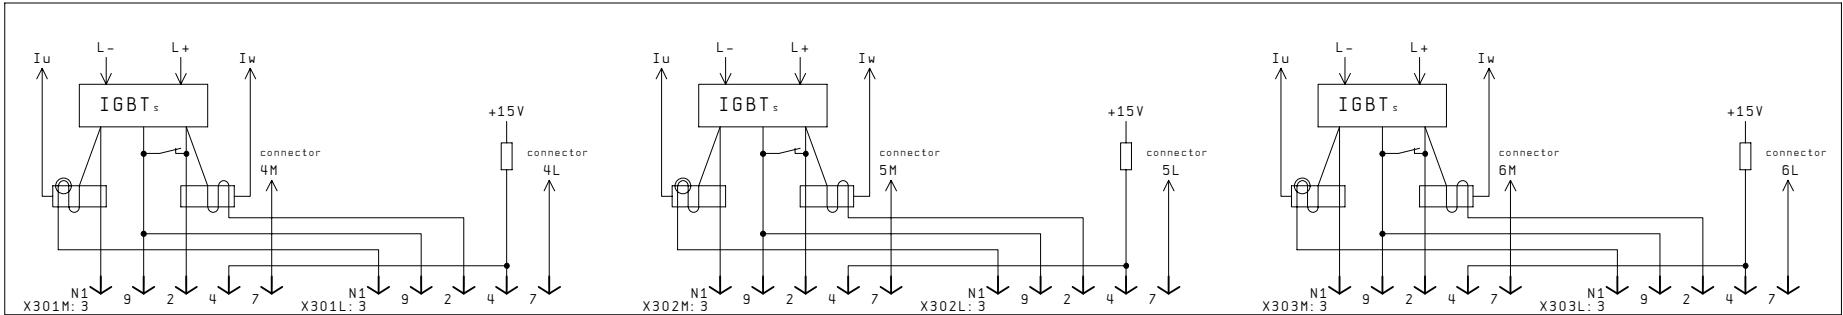 L- L+ L- L+ L- L+
Iu Iw Iu Iw Iu Iw
IGBTs IGBTs IGBTs
+15V +15V +15V
connector connector connector connector connector connector
4M 4L 5M 5L 6M 6L
N1 9 2 4 7 N1 9 2 4 7 N1 9 2 4 7 N1 9 2 4 7 N1 9 2 4 7 N1 9 2 4 7
X301M:3 X301L:3 X302M:3 X302L:3 X303M:3 X303L:3